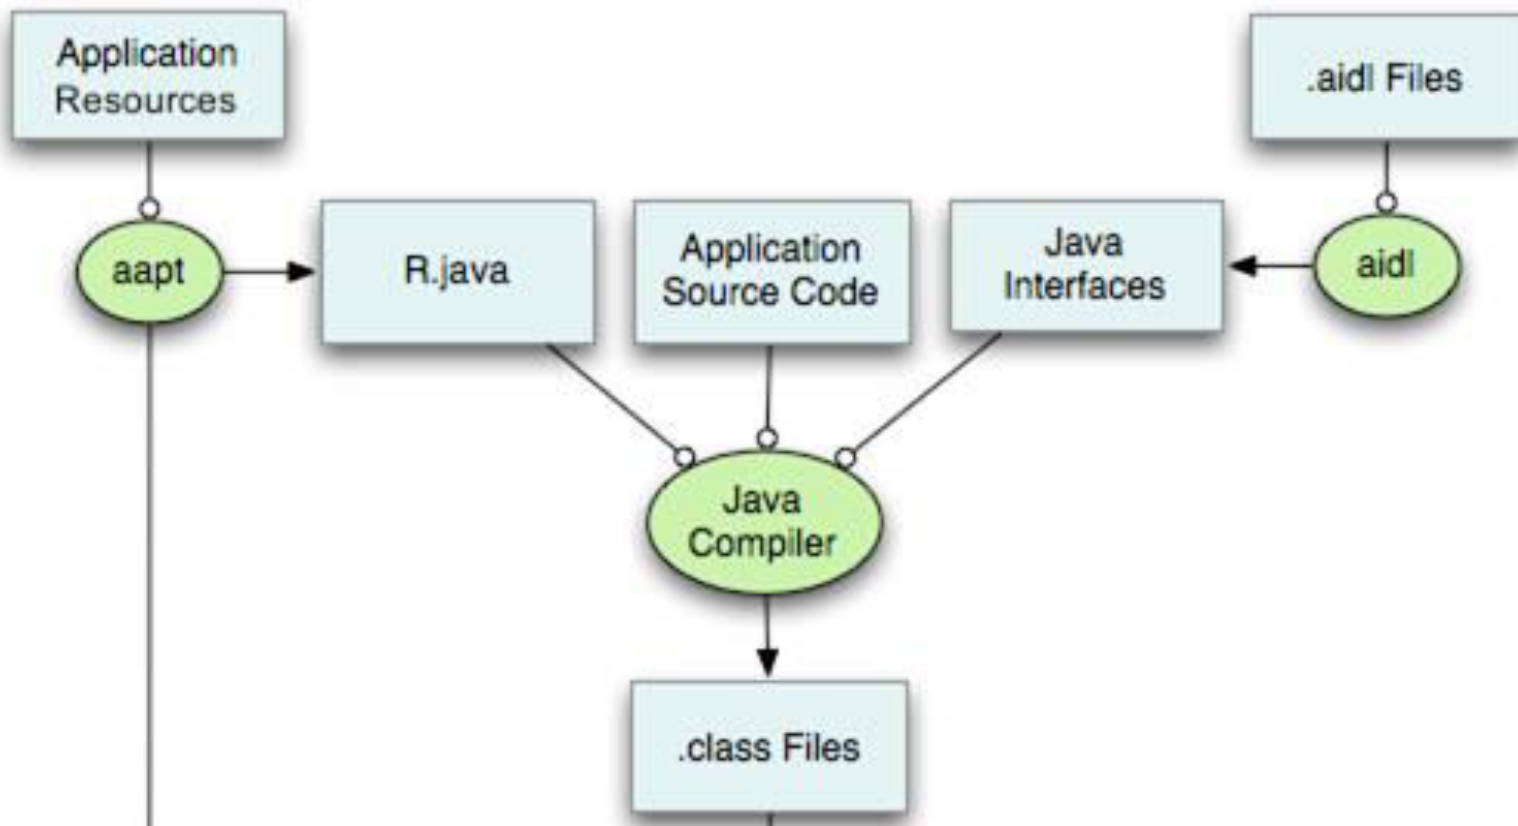 Application
Resources
.aidl Files
aapt
R.java
Application
Source Code
Java
Interfaces
aidl
Java
Compiler
.class Files